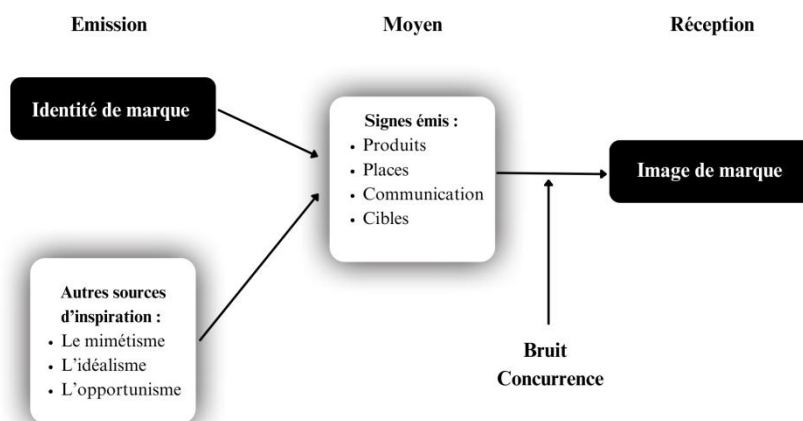 Emission
Moyen
Réception
Identité de marque
Signes émis :
• Produits
• Places
• Communication
• Cibles
Image de marque
Autres sources
d'inspiration :
• Le mimétisme
• L'idéalisme
• L'opportunisme
Bruit
Concurrence